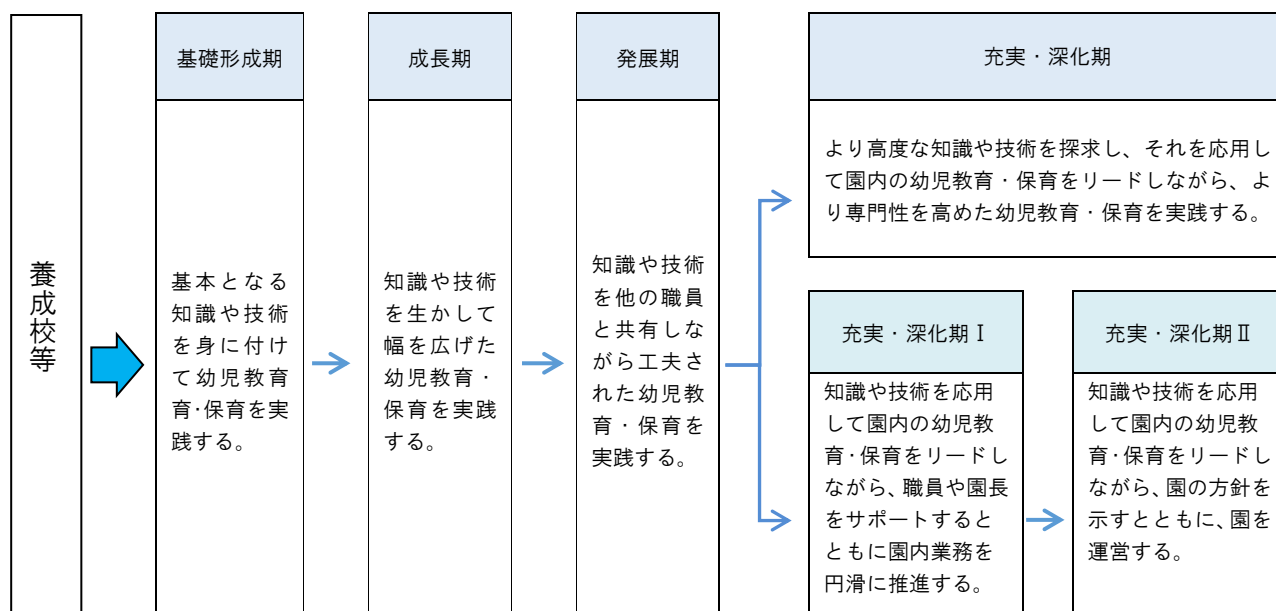 養成校等
基礎形成期
基本となる
知識や技術
を身に付け
て幼児教育
育･保育を実
践する。
成長期
知識や技術
を生かして
幅を広げた
幼児教育・
保育を実践
する。
発展期
知識や技術
を他の職員
と共有しな
がら工夫され
た幼児教
育・保育を
実践する。
充実・深化期
より高度な知識や技術を探求し、それを応用し
て園内の幼児教育・保育をリードしながら、よ
り専門性を高めた幼児教育・保育を実践する。
充実・深化期Ⅰ
知識や技術を応用
して園内の幼児教
育･保育をリードし
ながら､職員や園長
をサポートすると
ともに園内業務を
円滑に推進する。
充実・深化期Ⅱ
知識や技術を応用
して園内の幼児教
育･保育をリードし
ながら､園の方針を
示すとともに､園を
運営する。